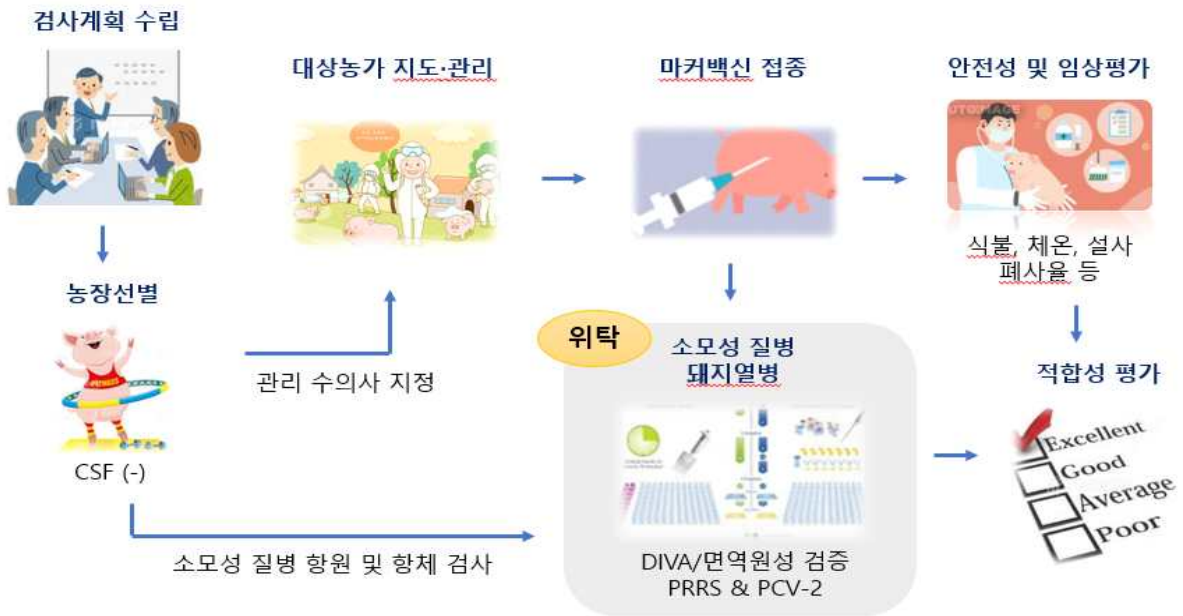 검사계획 수립
대상농가 지도·관리
마커백신 접종
안전성 및 임상평가
식불, 체온, 설사
폐사율 등
농장선별
CSF (-)
관리 수의사 지정
소모성 질병 항원 및 항체 검사
위탁
소모성 질병
돼지열병
DIVA/면역원성 검증
PRRS & PCV-2
적합성 평가
Excellent
Good
Average
Poor